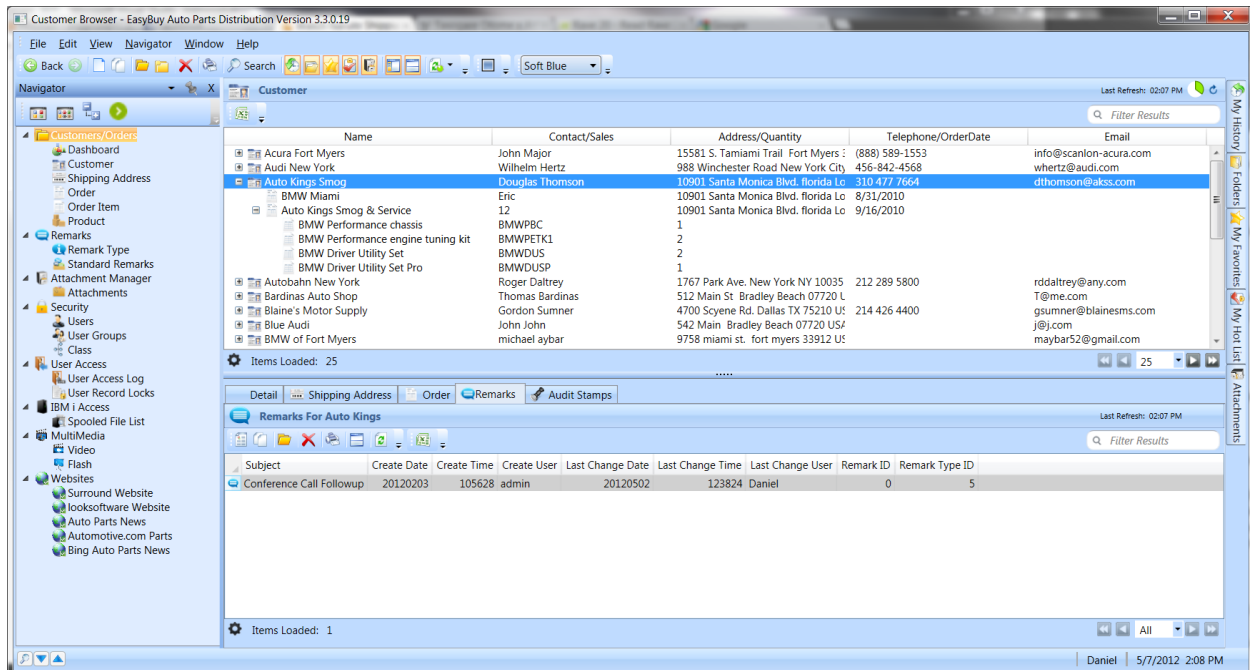 Customer Browser - EasyBuy Auto Parts Distribution Version 3.3.0.19
File Edit View Navigator Window Help
Back Search Soft Blue
Navigator X
Customers/Orders
Dashboard
Customer
Shipping Address
Order
Order Item
Product
Remarks
Remark Type
Standard Remarks
Attachment Manager
Attachments
Security
Users
User Groups
Class
User Access
User Access Log
User Record Locks
IBM i Access
Spooled File List
MultiMedia
Video
Flash
Websites
Surround Website
looksoftware Website
Auto Parts News
Automotive.com Parts
Bing Auto Parts News
Customer Last Refresh: 02:07 PM
Filter Results
Name Contact/Sales Address/Quantity Telephone/OrderDate Email
Acura Fort Myers John Major 15581 S. Tamiami Trail Fort Myers (888) 589-1553 info@scanlon-acura.com
Audi New York Wilhelm Hertz 988 Winchester Road New York City 456-842-4568 whertz@audi.com
Auto Kings Smog Douglas Thomson 10901 Santa Monica Blvd. florida Lo 310 477 7664 dthomson@akss.com
BMW Miami Eric 10901 Santa Monica Blvd. florida Lo 8/31/2010
Auto Kings Smog & Service 12 10901 Santa Monica Blvd. florida Lo 9/16/2010
BMW Performance chassis BMWPBC 1
BMW Performance engine tuning kit BMWPETK1 2
BMW Driver Utility Set BMWDUS 2
BMW Driver Utility Set Pro BMWDUSP 1
Autobahn New York Roger Daltrey 1767 Park Ave. New York NY 10035 212 289 5800 rddaltrey@any.com
Bardinas Auto Shop Thomas Bardinas 512 Main St Bradley Beach 07720 U T@me.com
Blaine's Motor Supply Gordon Sumner 4700 Scyene Rd. Dallas TX 75210 US 214 426 4400 gsumner@blainesms.com
Blue Audi John John 542 Main Bradley Beach 07720 USA j@j.com
BMW of Fort Myers michael aybar 9758 miami st. fort myers 33912 US maybar52@gmail.com
Items Loaded: 25 25
Detail Shipping Address Order Remarks Audit Stamps
Remarks For Auto Kings Last Refresh: 02:07 PM
Filter Results
Subject Create Date Create Time Create User Last Change Date Last Change Time Last Change User Remark ID Remark Type ID
Conference Call Followup 20120203 105628 admin 20120502 123824 Daniel 0 5
Items Loaded: 1 All
My History
Folders
My Favorites
My Hot List
Attachments
Daniel 5/7/2012 2:08 PM